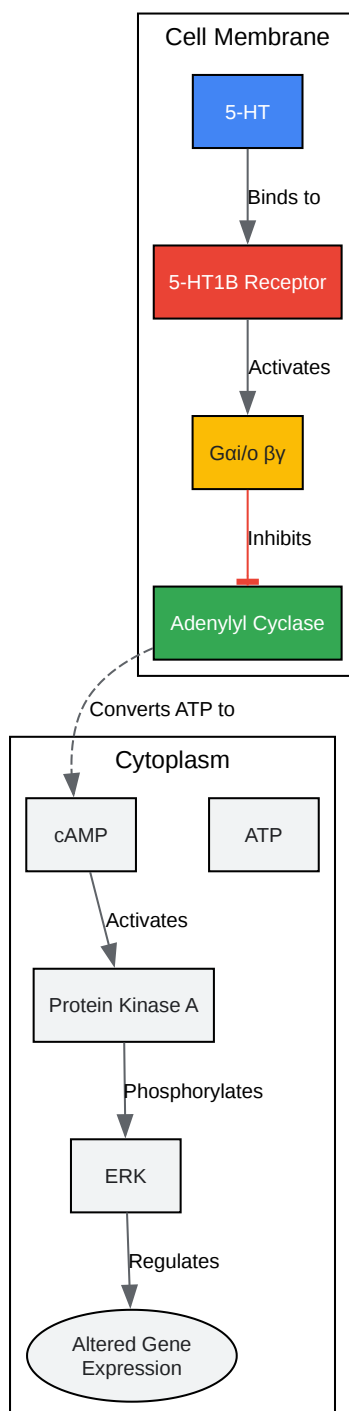 Cell Membrane
5-HT
Binds to
5-HT1B Receptor
Activates
Gαi/o βγ
Inhibits
Adenylyl Cyclase
Converts ATP to
Cytoplasm
cAMP
ATP
Activates
Protein Kinase A
Phosphorylates
ERK
Regulates
Altered Gene
Expression